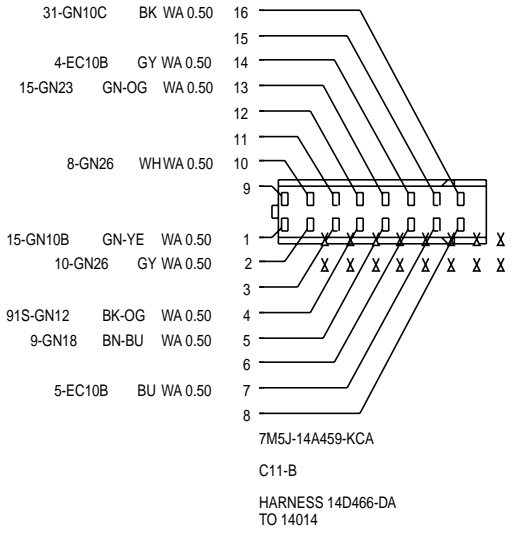 31-GN10C BK WA 0.50 16
15
4-EC10B GY WA 0.50 14
15-GN23 GN-OG WA 0.50 13
12
11
8-GN26 WH WA 0.50 10
9
15-GN10B GN-YE WA 0.50 1
X X X X X X X X
10-GN26 GY WA 0.50 2
X X X X X X X X
3
91S-GN12 BK-OG WA 0.50 4
9-GN18 BN-BU WA 0.50 5
6
5-EC10B BU WA 0.50 7
8
7M5J-14A459-KCA
C11-B
HARNESS 14D466-DA
TO 14014